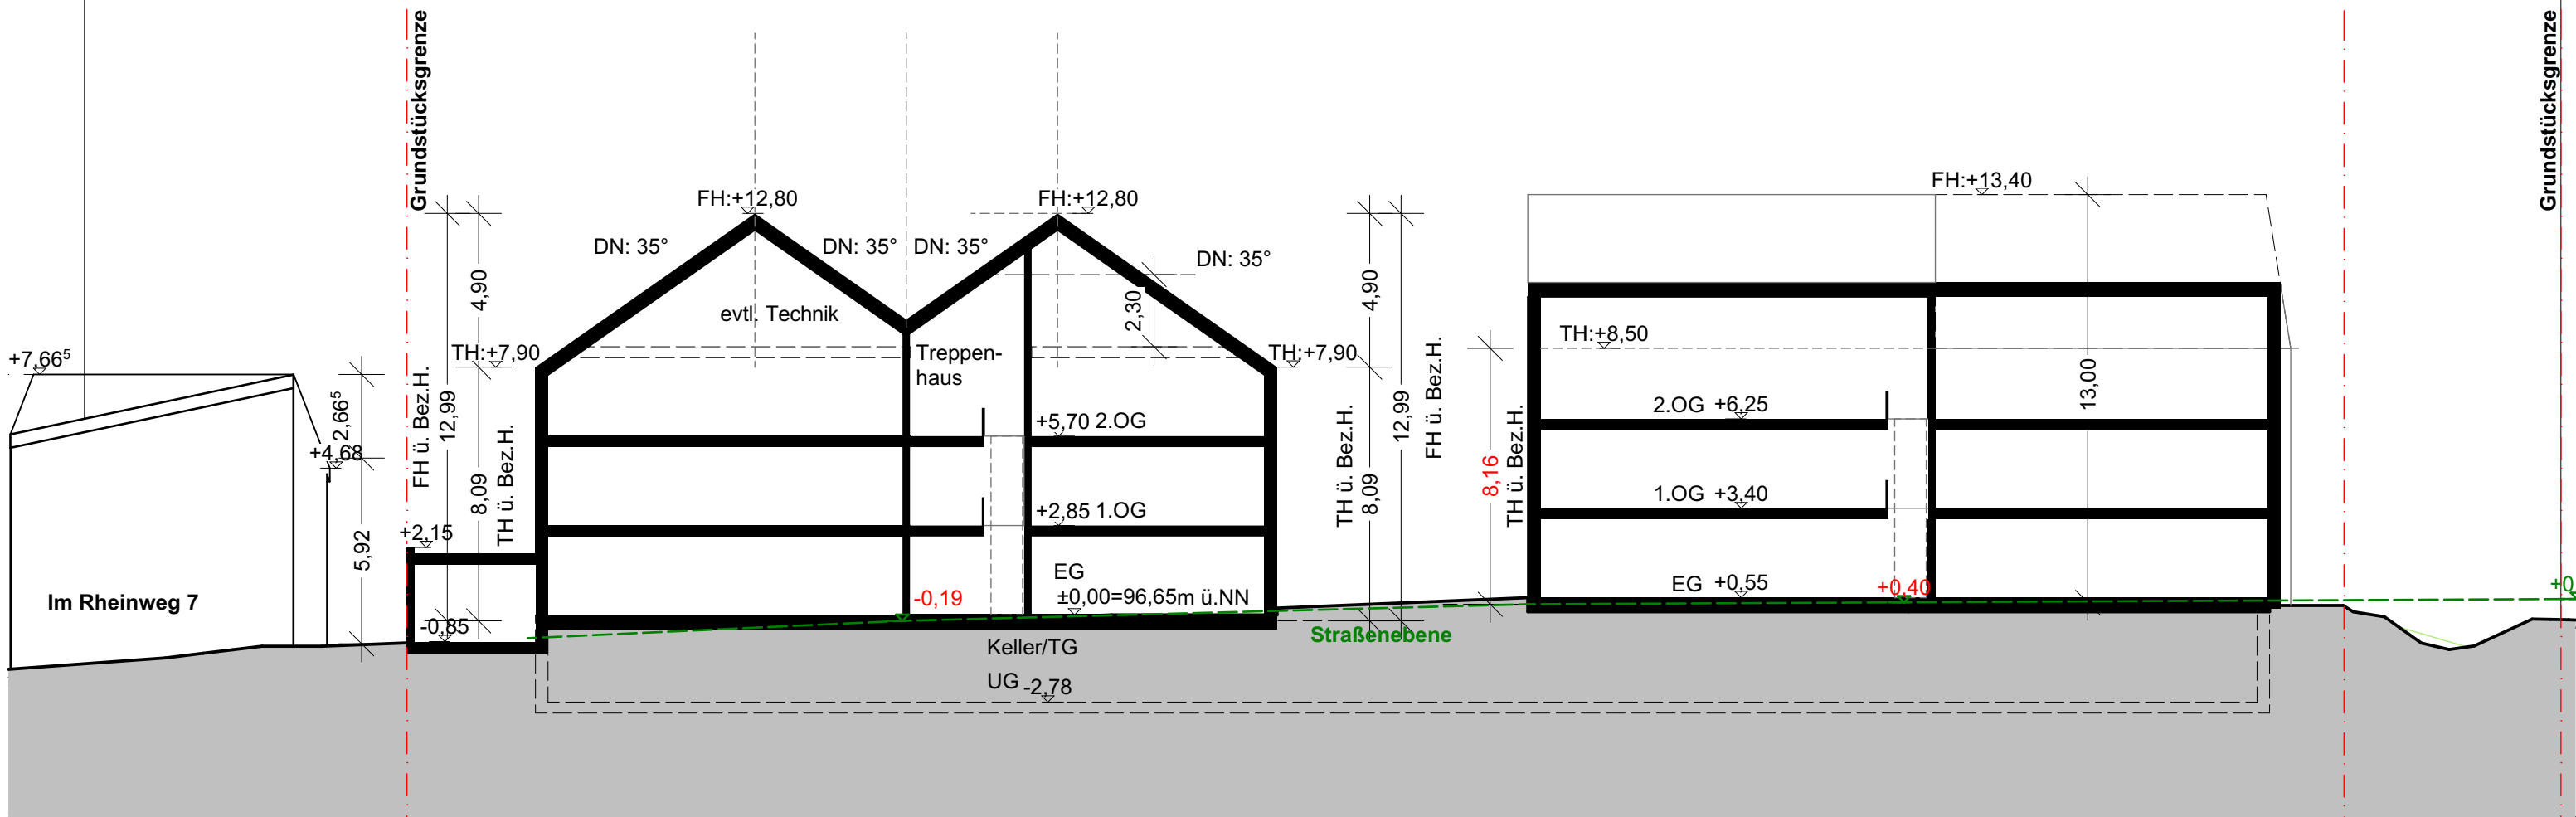 Grundstücksgrenze
Grundstücksgrenze
FH:+13,40
FH:+12,80
FH:+12,80
DN: 35°
DN: 35°
DN: 35°
DN: 35°
4,90
4,90
2,30
evtl. Technik
TH:+8,50
TH:+7,90
Treppen-
haus
TH:+7,90
+7,66⁵
2,66⁵
+4,68
5,92
FH ü. Bez.H.
12,99
8,09
TH ü. Bez.H.
TH ü. Bez.H.
8,09
12,99
FH ü. Bez.H.
8,16
TH ü. Bez.H.
13,00
2.OG +6,25
+5,70 2.OG
1.OG +3,40
+2,85 1.OG
+2,15
EG
±0,00=96,65m ü.NN
EG +0,55
+0,40
+0
-0,19
Im Rheinweg 7
-0,85
Straßenebene
Keller/TG
UG -2,78